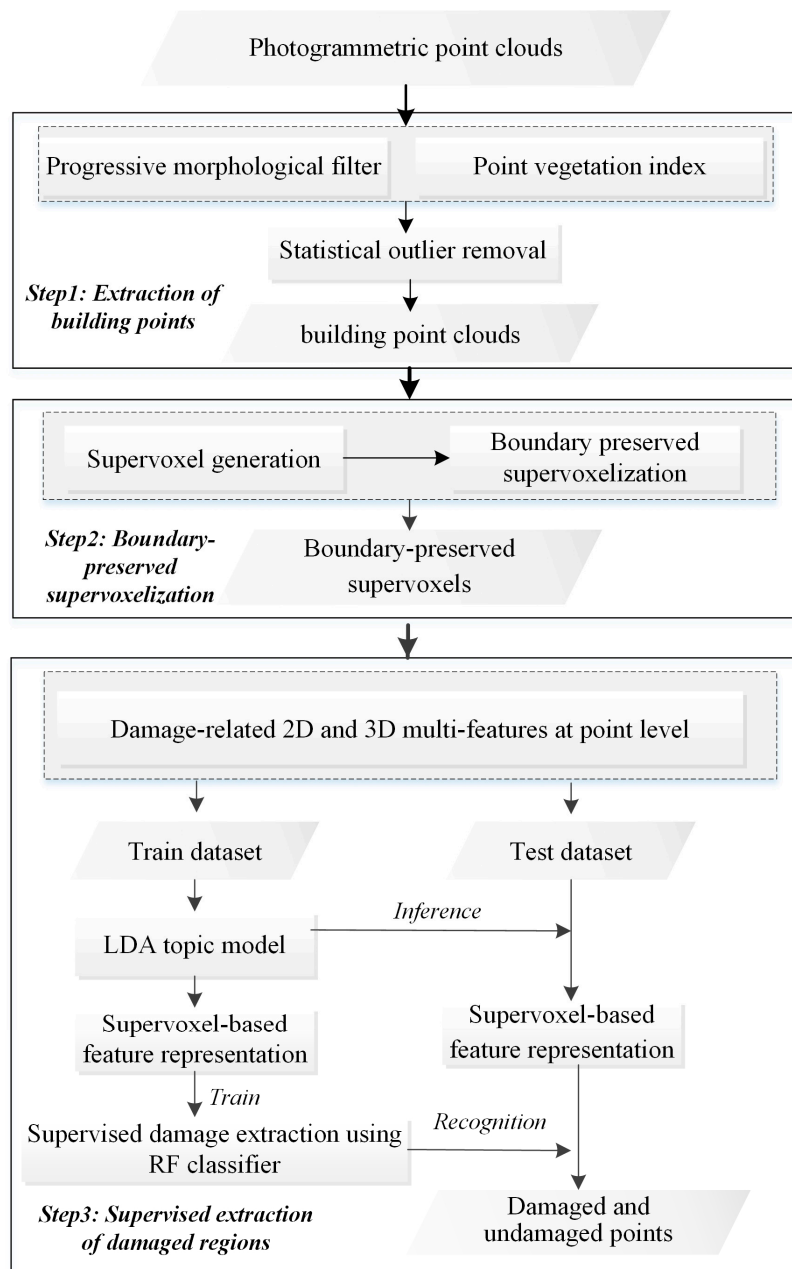 Photogrammetric point clouds
Progressive morphological filter
Point vegetation index
Statistical outlier removal
Step1: Extraction of
building points
building point clouds
Supervoxel generation
Boundary preserved
supervoxelization
Step2: Boundary-
preserved
supervoxelization
Boundary-preserved
supervoxels
Damage-related 2D and 3D multi-features at point level
Train dataset
Test dataset
Inference
LDA topic model
Supervoxel-based
feature representation
Supervoxel-based
feature representation
Train
Recognition
Supervised damage extraction using
RF classifier
Step3: Supervised extraction
of damaged regions
Damaged and
undamaged points